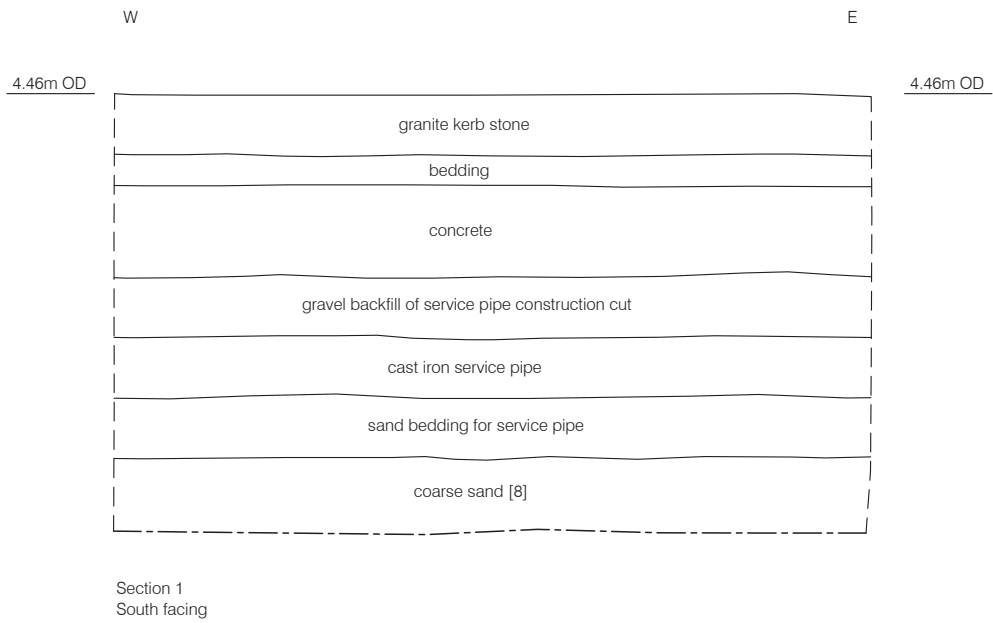 W
E
4.46m OD
4.46m OD
granite kerb stone
bedding
concrete
gravel backfill of service pipe construction cut
cast iron service pipe
sand bedding for service pipe
coarse sand [8]
Section 1
South facing